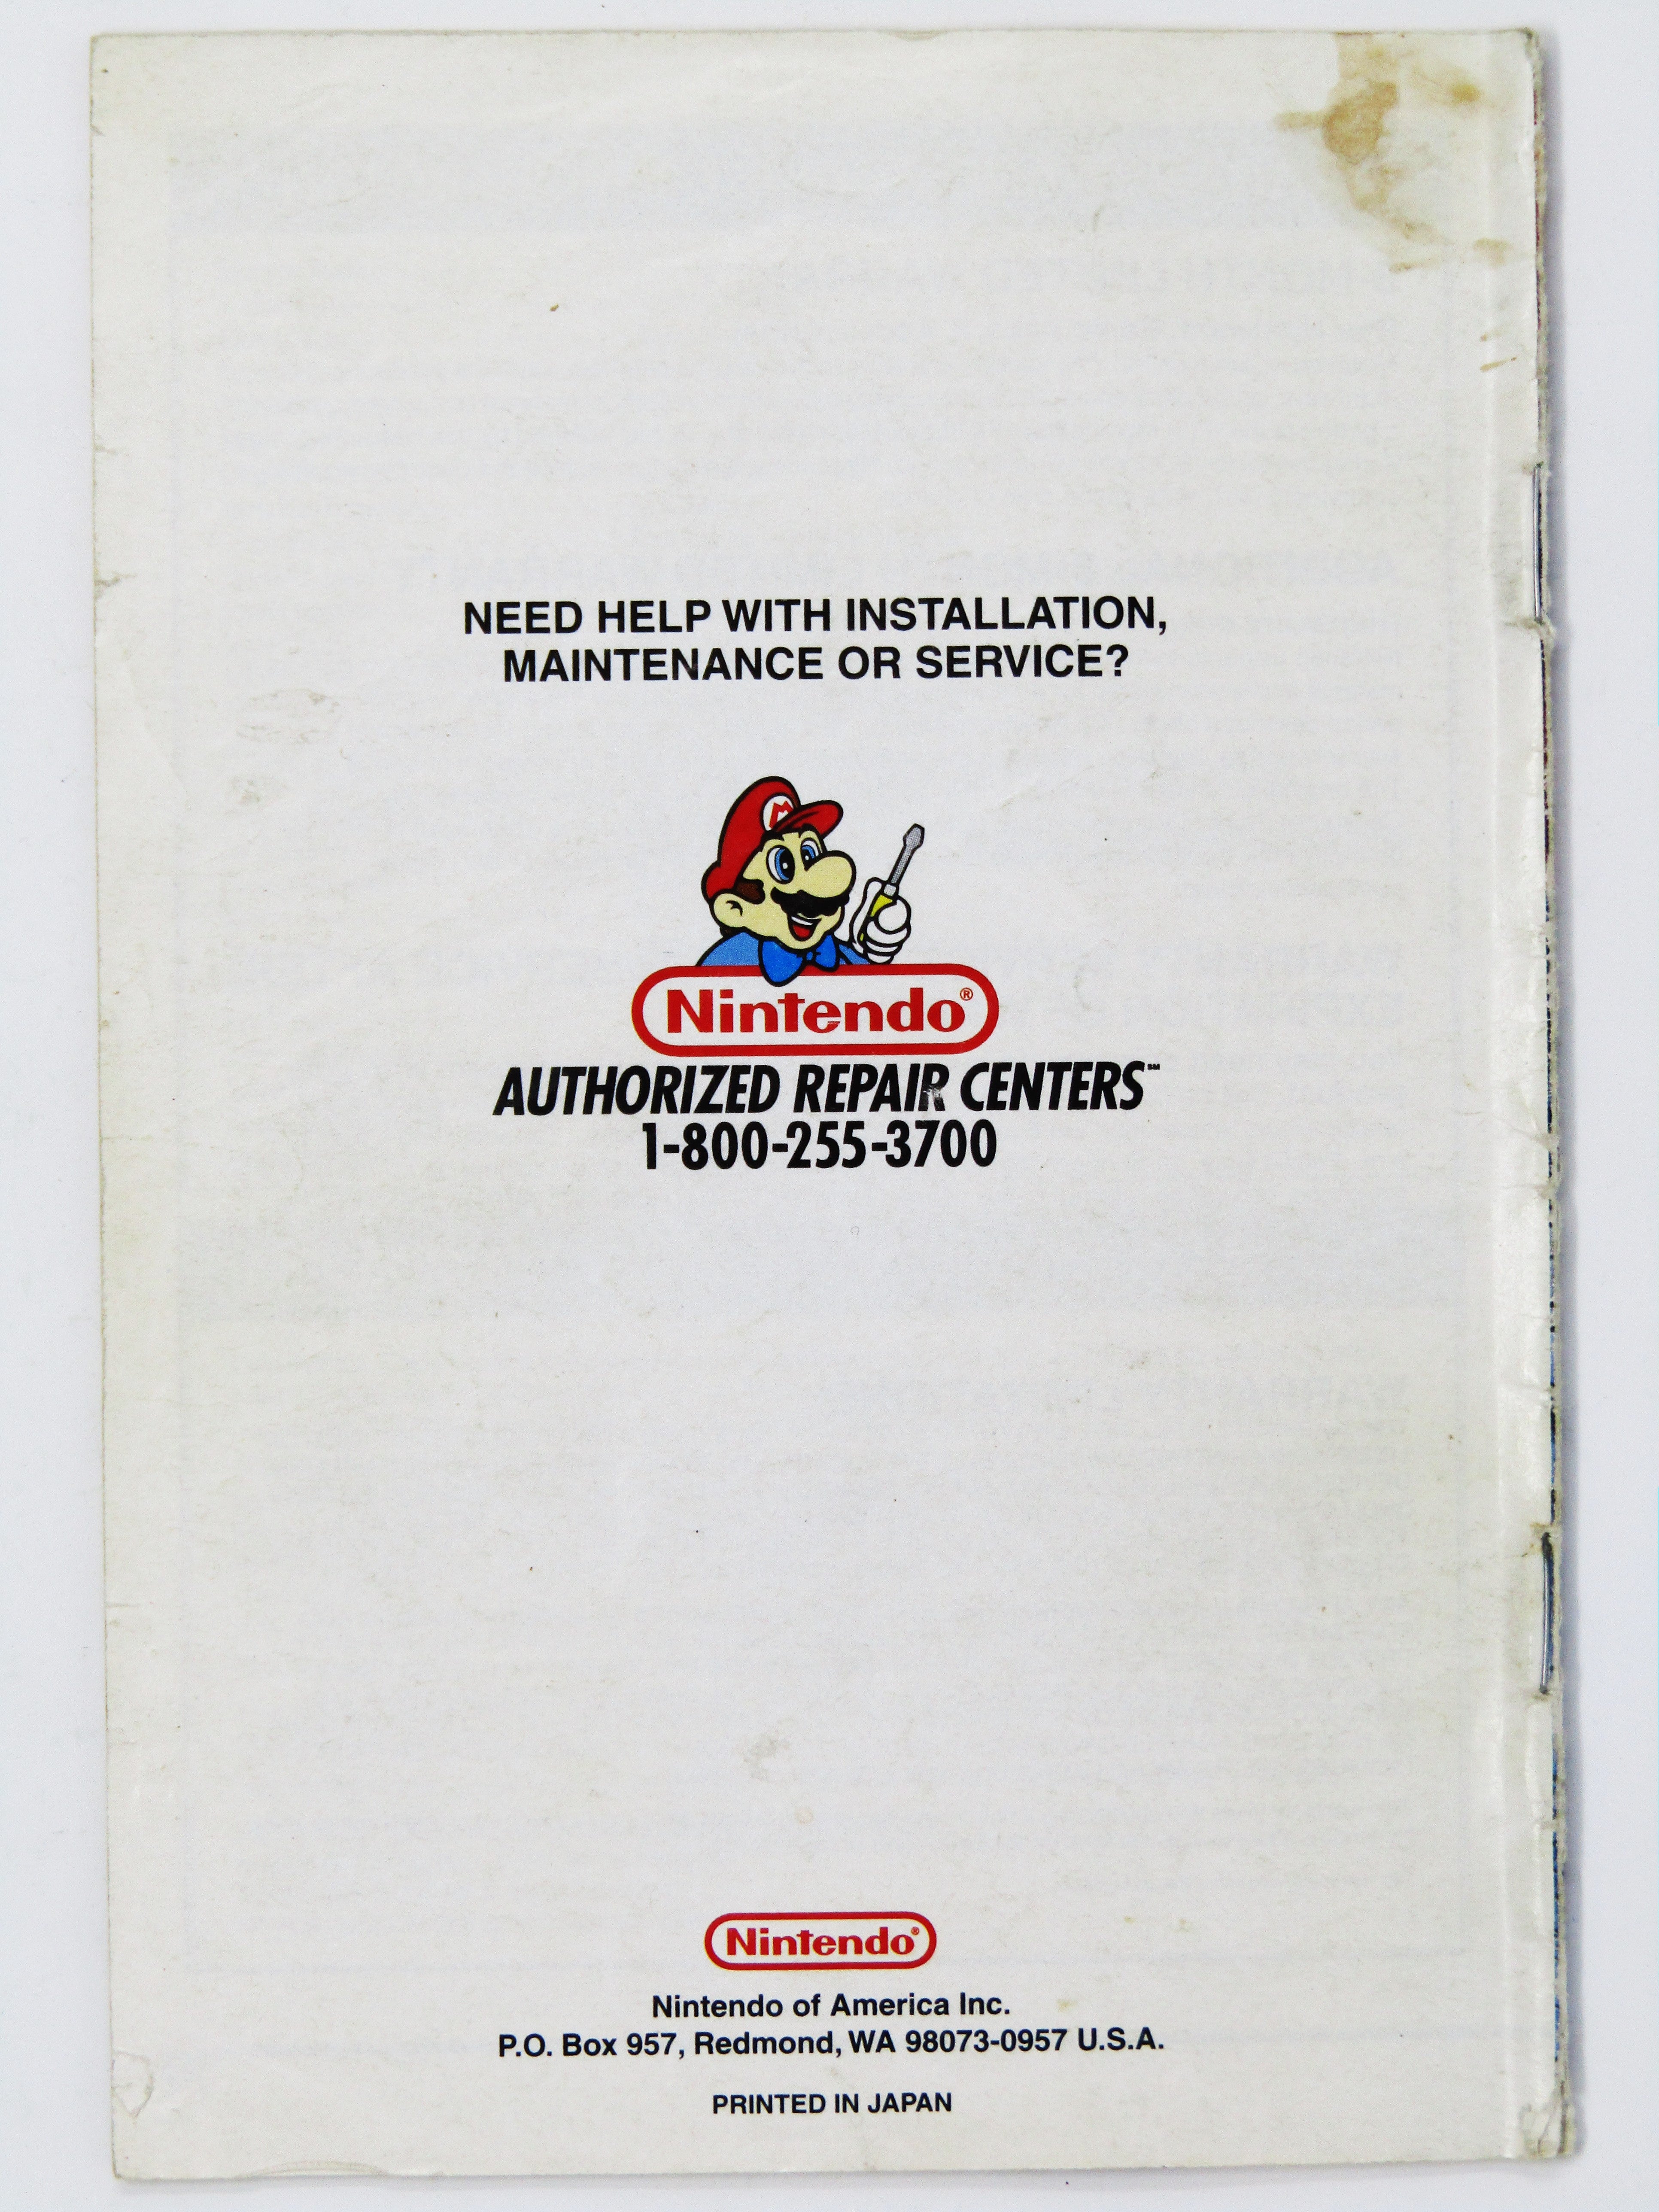 NEED HELP WITH INSTALLATION,
MAINTENANCE OR SERVICE?
M
Nintendo®
AUTHORIZED REPAIR CENTERS℠
1-800-255-3700
Nintendo®
Nintendo of America Inc.
P.O. Box 957, Redmond, WA 98073-0957 U.S.A.
PRINTED IN JAPAN